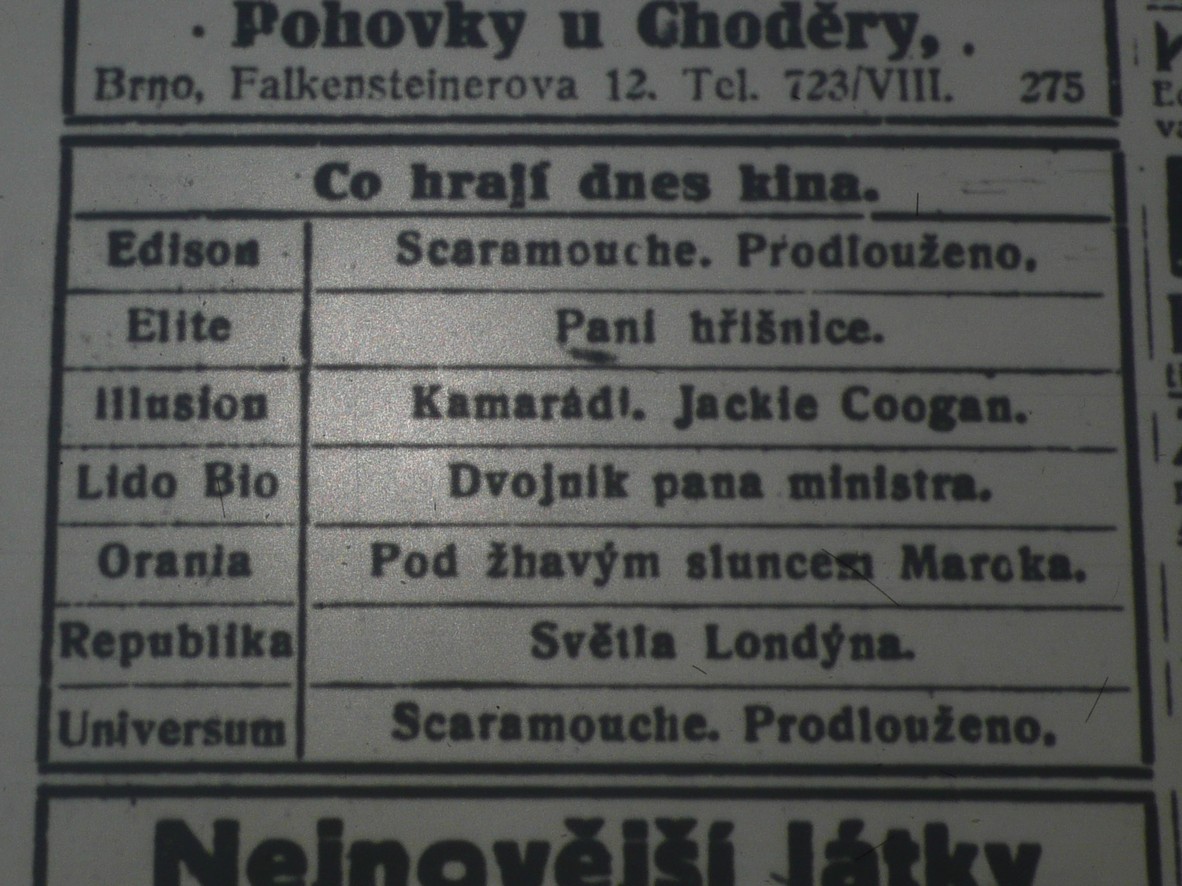 Pohovky u Choděry,
Brno, Falkensteinerova 12. Tel. 723/VIII. 275
Co hrají dnes kina.
Edison Scaramouche. Prodlouženo.
Elite Paní hříšnice.
Illusion Kamarádi. Jackie Coogan.
Lido Bio Dvojník pana ministra.
Orania Pod žhavým sluncem Maroka.
Republika Světla Londýna.
Universum Scaramouche. Prodlouženo.
Nejnovější látky